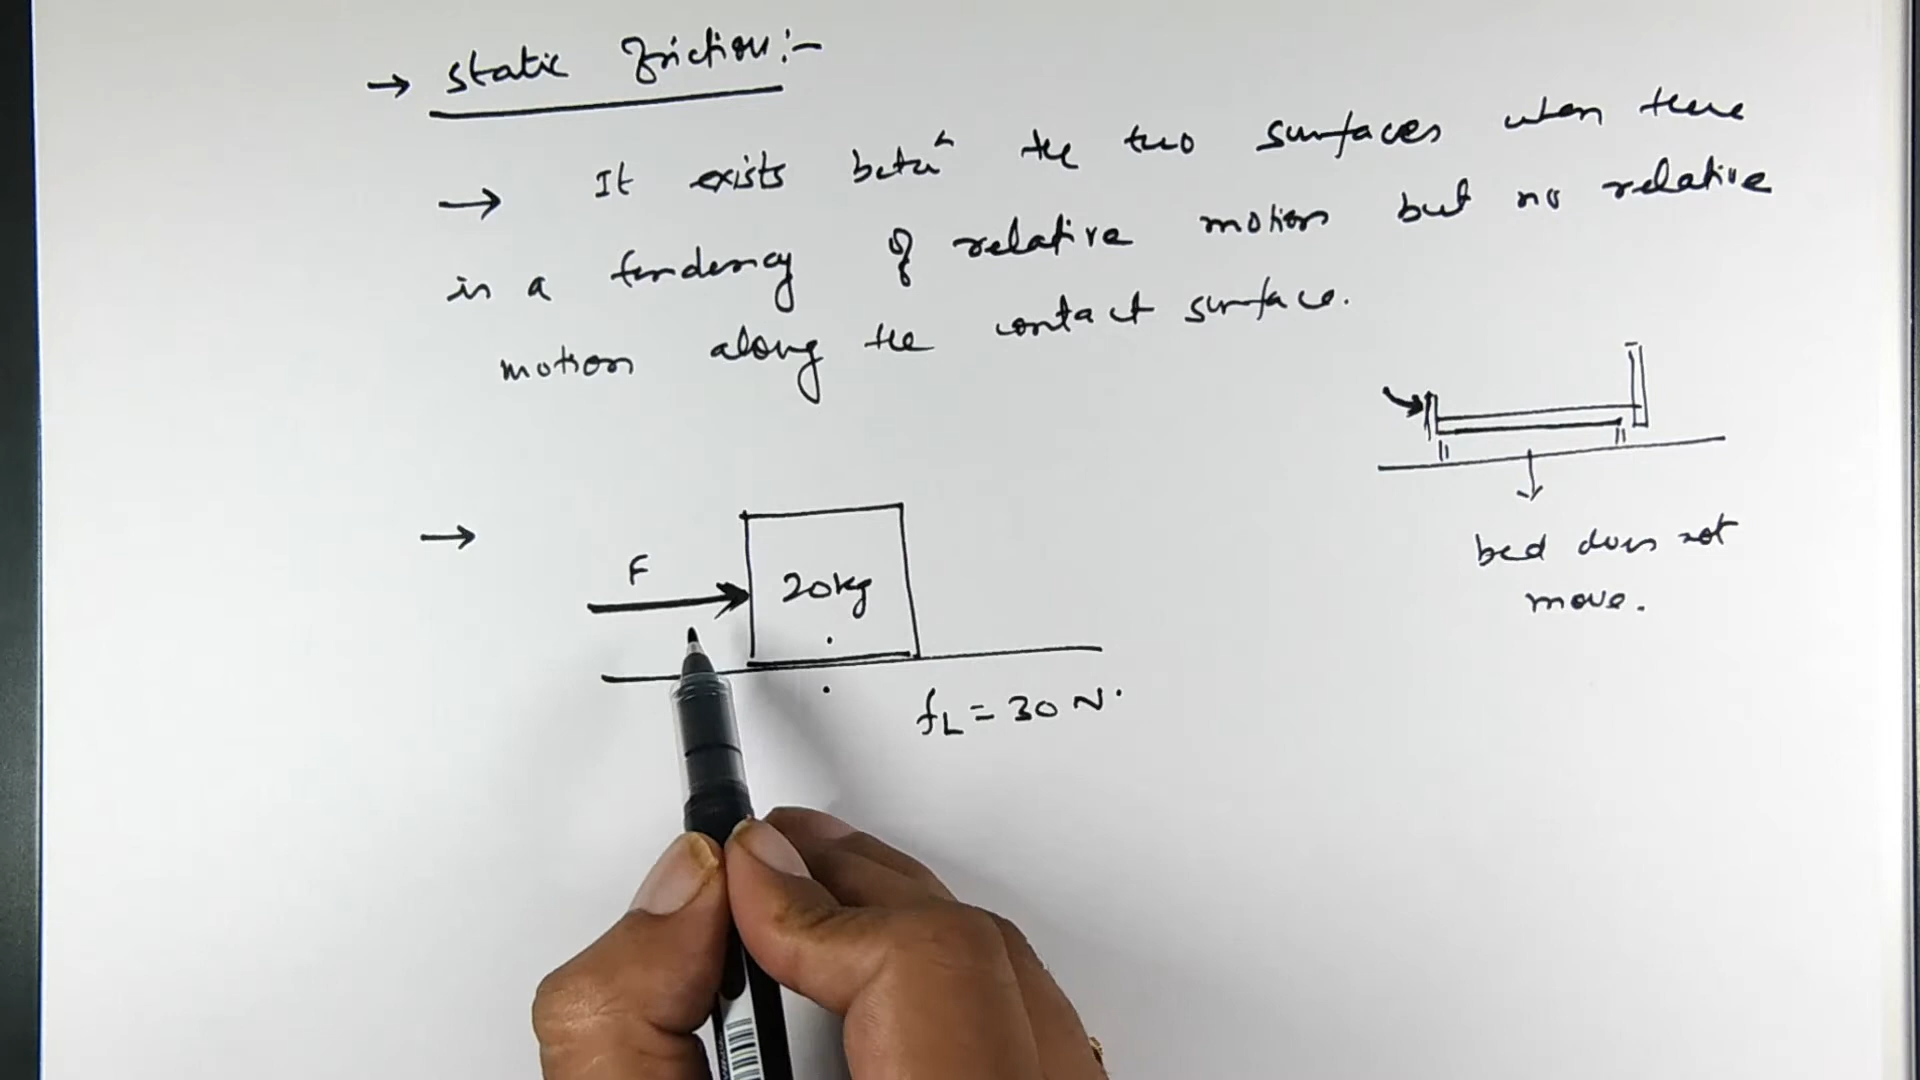 → static friction:-
→ It exists betnⁿ the two surfaces when there
is a tendency of relative motion but no relative
motion along the contact surface.
→
F
20kg
fL = 30 N.
bed does not
move.